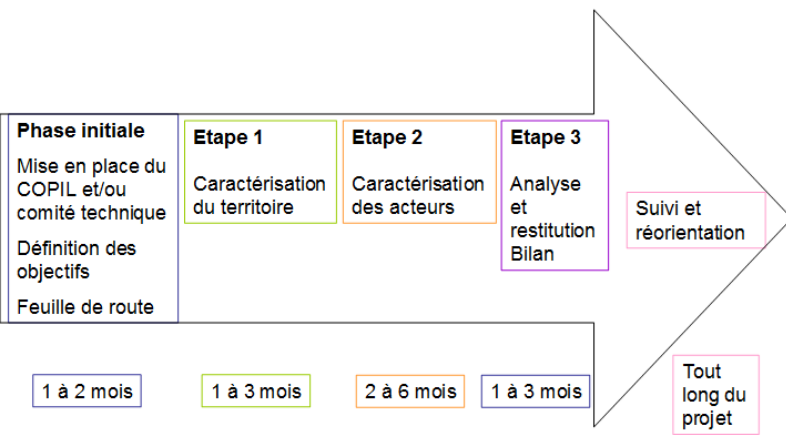 Phase initiale
Mise en place du
COPIL et/ou
comité technique
Définition des
objectifs
Feuille de route
Etape 1
Caractérisation
du territoire
Etape 2
Caractérisation
des acteurs
Etape 3
Analyse
et
restitution
Bilan
Suivi et
réorientation
1 à 2 mois
1 à 3 mois
2 à 6 mois
1 à 3 mois
Tout
long du
projet